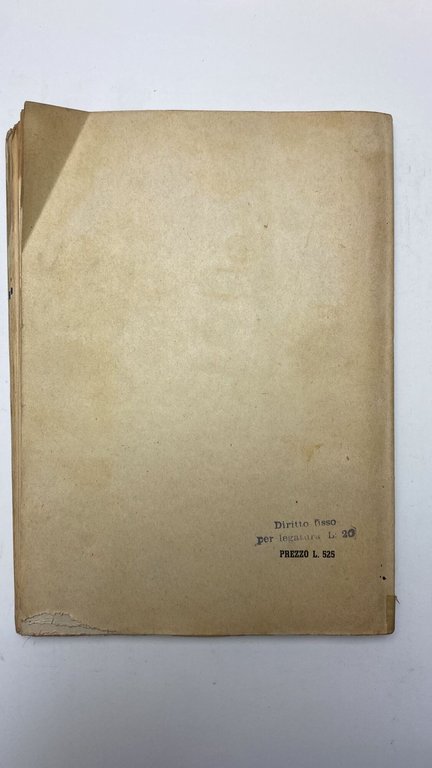 Diritto fisso
per legatura L. 20
PREZZO L. 525